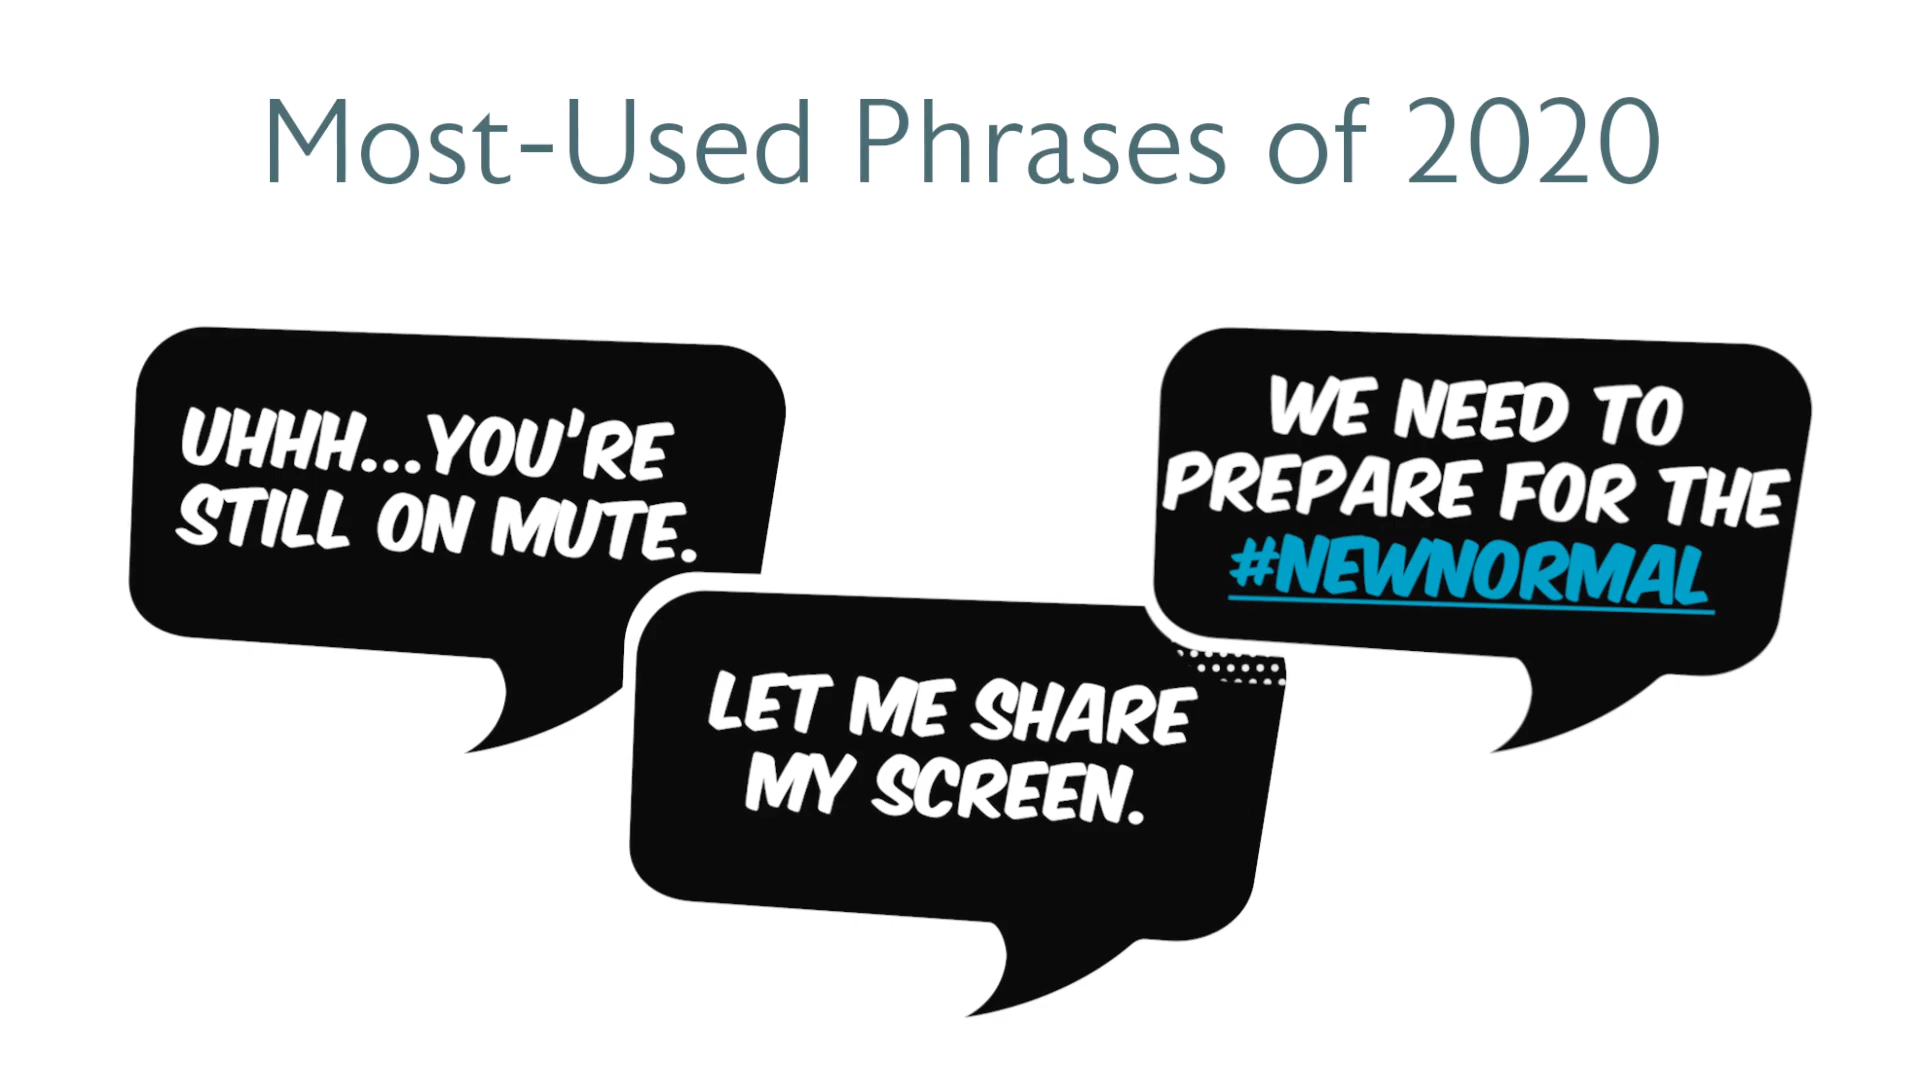 Most-Used Phrases of 2020
UHHH...YOU'RE
STILL ON MUTE.
LET ME SHARE
MY SCREEN.
WE NEED TO
PREPARE FOR THE
#NEWNORMAL